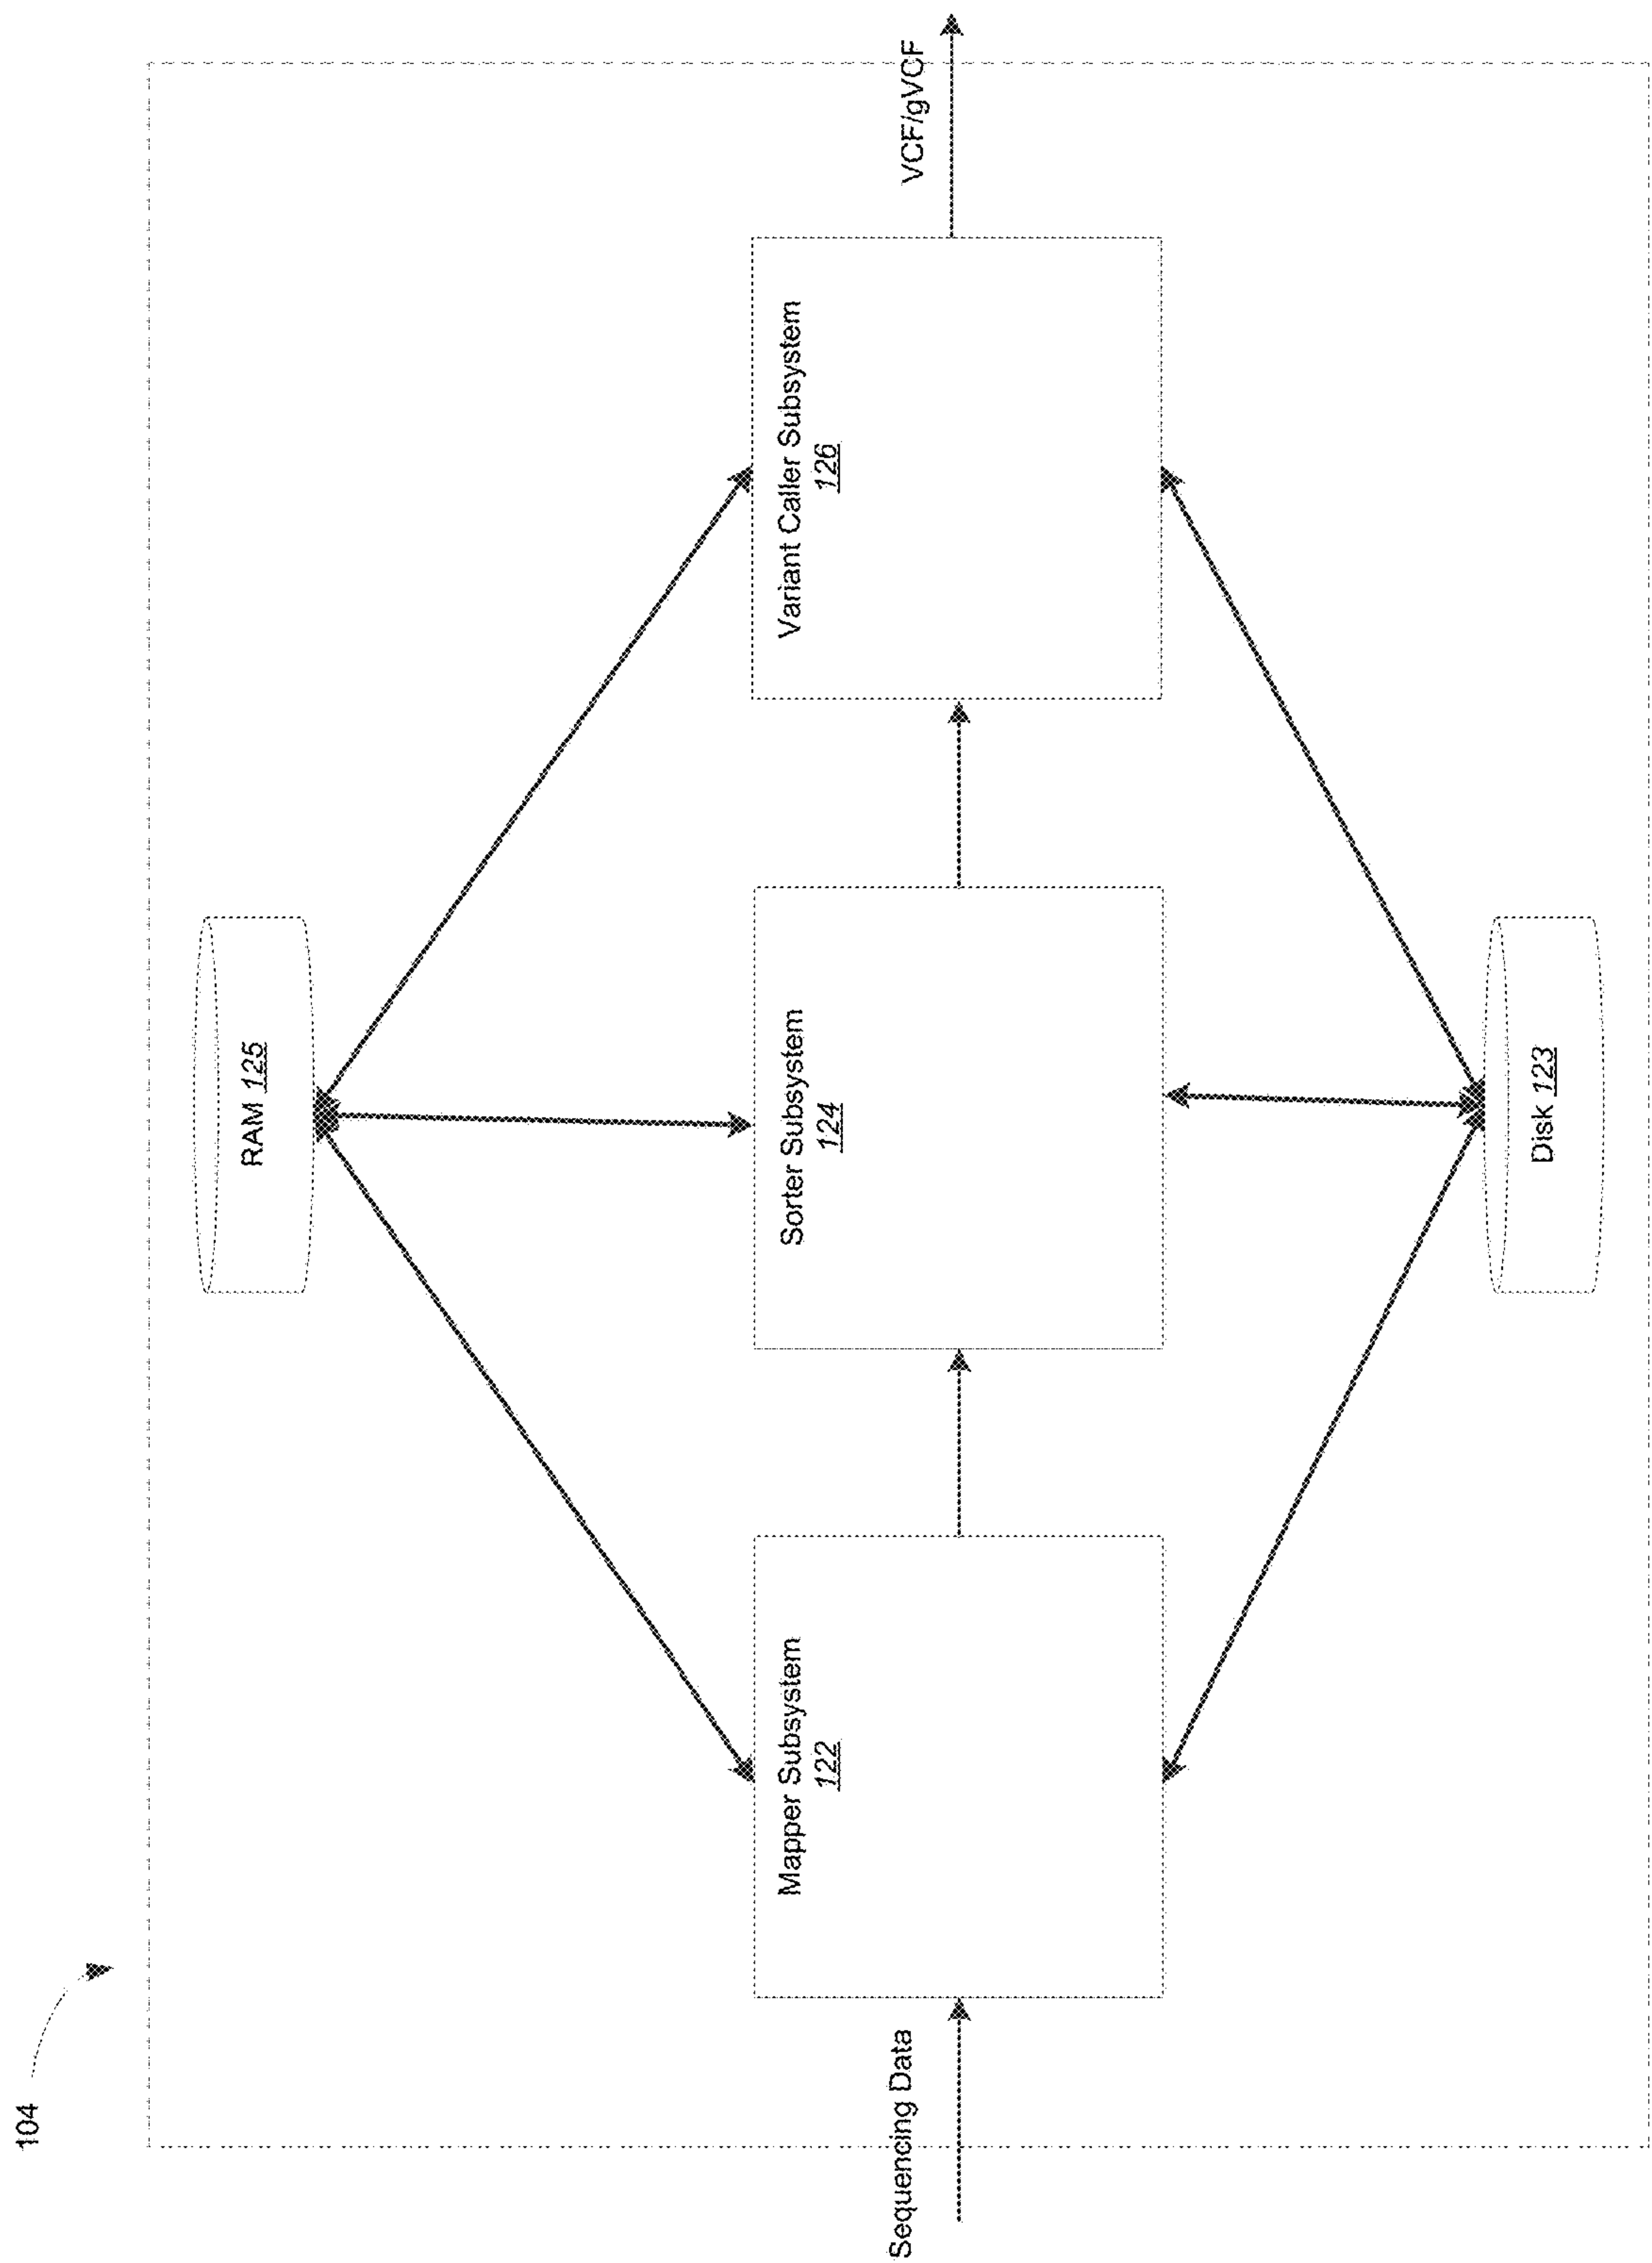 104
RAM 125
Sequencing Data
Mapper Subsystem
122
Sorter Subsystem
124
Variant Caller Subsystem
126
VCF/gVCF
Disk 123